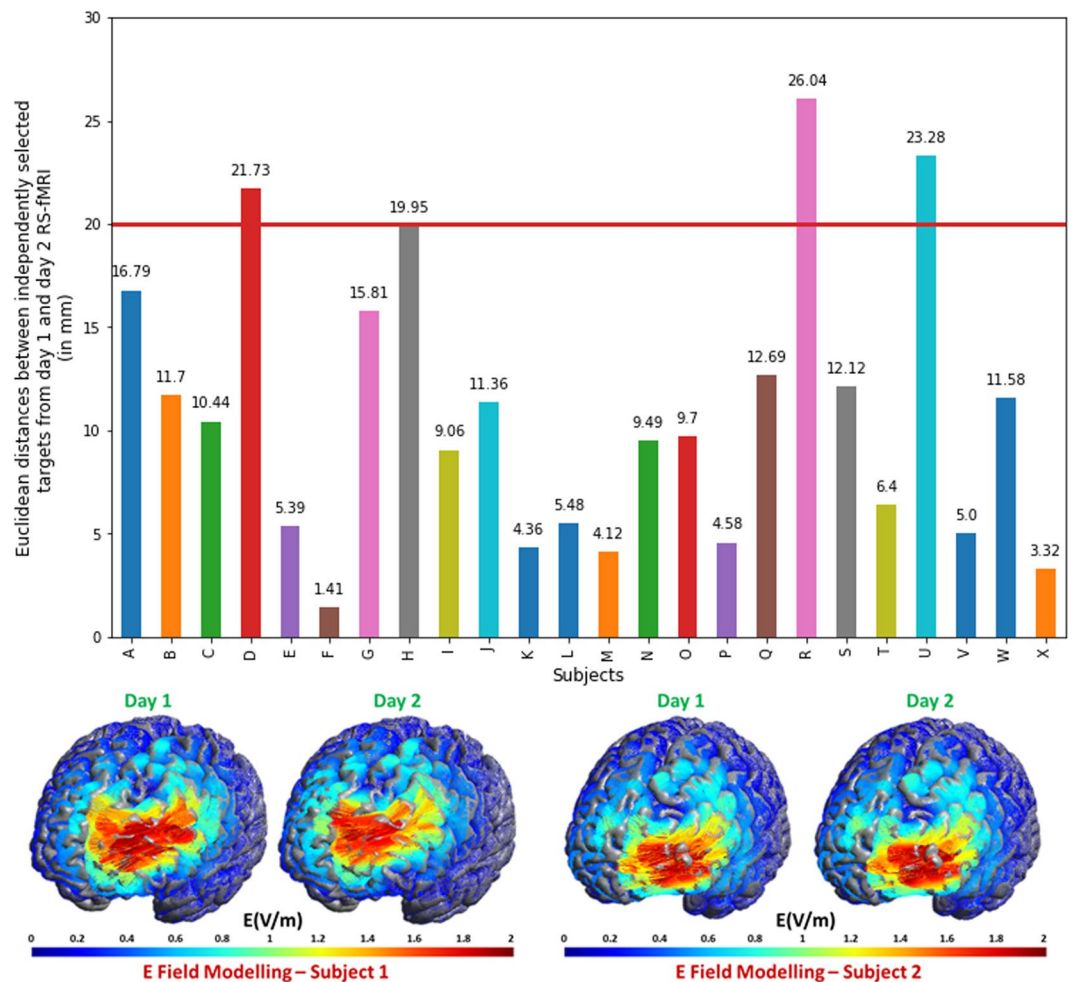 Euclidean distances between independently selected
targets from day 1 and day 2 RS-fMRI
(in mm)
30
25
20
15
10
5
0
16.79
11.7
10.44
21.73
5.39
1.41
15.81
19.95
9.06
11.36
4.36
5.48
4.12
9.49
9.7
4.58
12.69
26.04
12.12
6.4
23.28
5.0
11.58
3.32
A B C D E F G H I J K L M N O P Q R S T U V W X
Subjects
Day 1 Day 2 Day 1 Day 2
E(V/m) E(V/m)
0 0.2 0.4 0.6 0.8 1 1.2 1.4 1.6 1.8 2
0 0.2 0.4 0.6 0.8 1 1.2 1.4 1.6 1.8 2
E Field Modelling – Subject 1
E Field Modelling – Subject 2